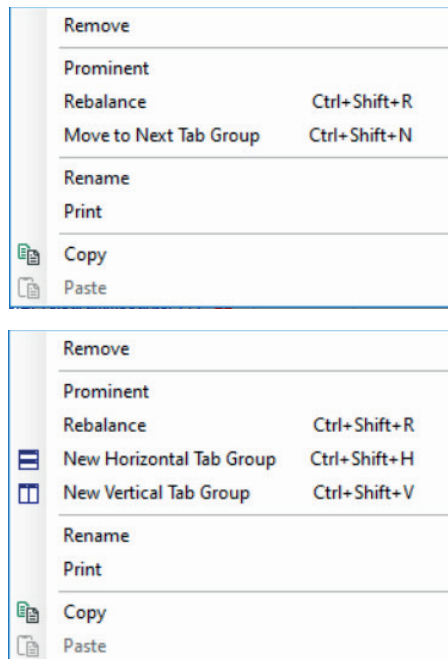 Remove
Prominent
Rebalance Ctrl+Shift+R
Move to Next Tab Group Ctrl+Shift+N
Rename
Print
Copy
Paste
Remove
Prominent
Rebalance Ctrl+Shift+R
New Horizontal Tab Group Ctrl+Shift+H
New Vertical Tab Group Ctrl+Shift+V
Rename
Print
Copy
Paste